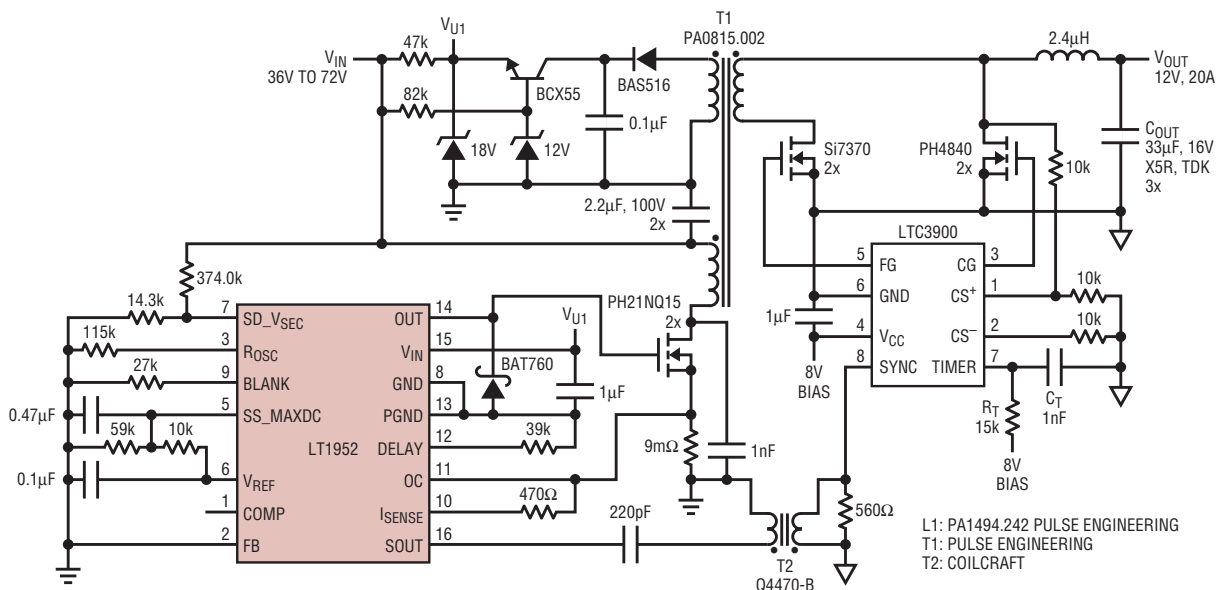 T1
PA0815.002
VIN
36V TO 72V
47k
VU1
82k
BCX55
BAS516
0.1µF
18V
12V
2.4µH
VOUT
12V, 20A
Si7370
2x
PH4840
2x
10k
COUT
33µF, 16V
X5R, TDK
3x
2.2µF, 100V
2x
LTC3900
5 FG CG 3
6 GND CS+ 1
4 VCC CS– 2
8 SYNC TIMER 7
10k
10k
1µF
8V
BIAS
RT
15k
CT
1nF
8V
BIAS
374.0k
14.3k
115k
27k
0.47µF
59k
10k
0.1µF
LT1952
7 SD_VSEC OUT 14
3 ROSC VIN 15
9 BLANK GND 8
5 SS_MAXDC PGND 13
DELAY 12
6 VREF OC 11
1 COMP ISENSE 10
2 FB SOUT 16
PH21NQ15
2x
VU1
BAT760
1µF
39k
470Ω
9mΩ
1nF
220pF
T2
Q4470-B
560Ω
L1: PA1494.242 PULSE ENGINEERING
T1: PULSE ENGINEERING
T2: COILCRAFT